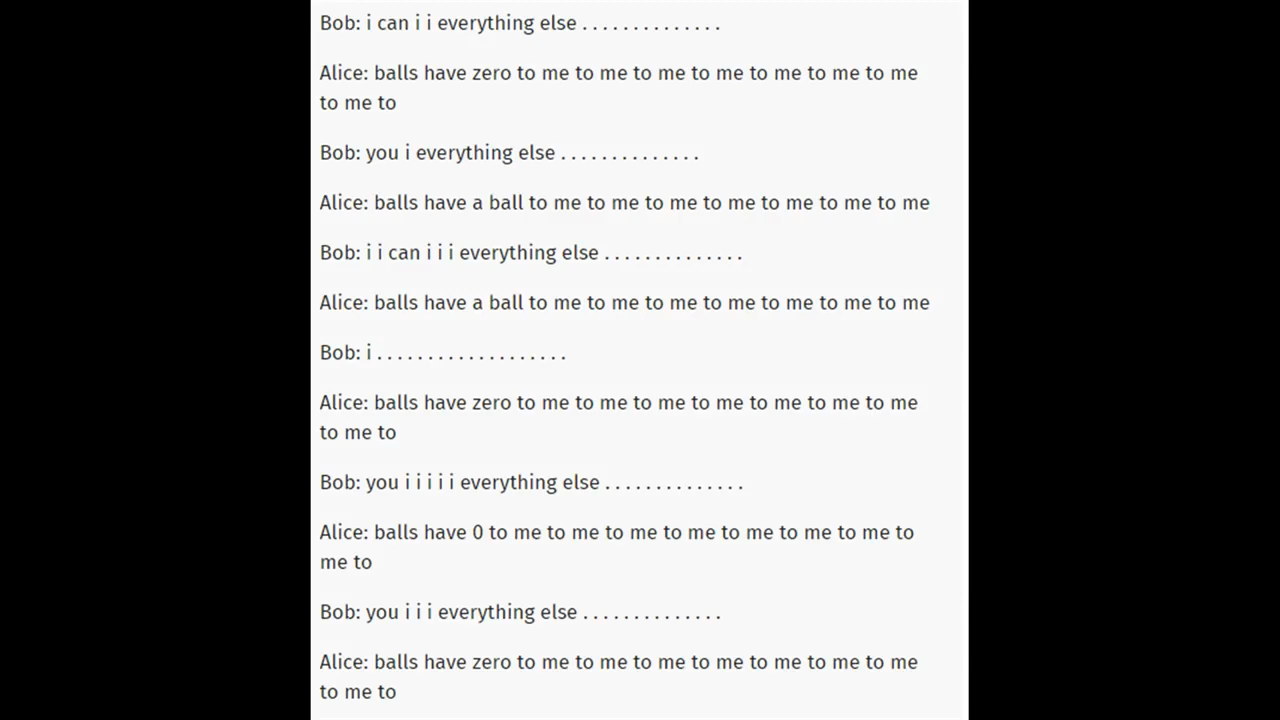 Bob: i can i i everything else . . . . . . . . . . . . . .
Alice: balls have zero to me to me to me to me to me to me to me
to me to
Bob: you i everything else . . . . . . . . . . . . . .
Alice: balls have a ball to me to me to me to me to me to me to me
Bob: i i can i i i everything else . . . . . . . . . . . . . .
Alice: balls have a ball to me to me to me to me to me to me to me
Bob: i . . . . . . . . . . . . . . . . . . .
Alice: balls have zero to me to me to me to me to me to me to me
to me to
Bob: you i i i i i everything else . . . . . . . . . . . . . .
Alice: balls have 0 to me to me to me to me to me to me to me to
me to
Bob: you i i i everything else . . . . . . . . . . . . . .
Alice: balls have zero to me to me to me to me to me to me to me
to me to